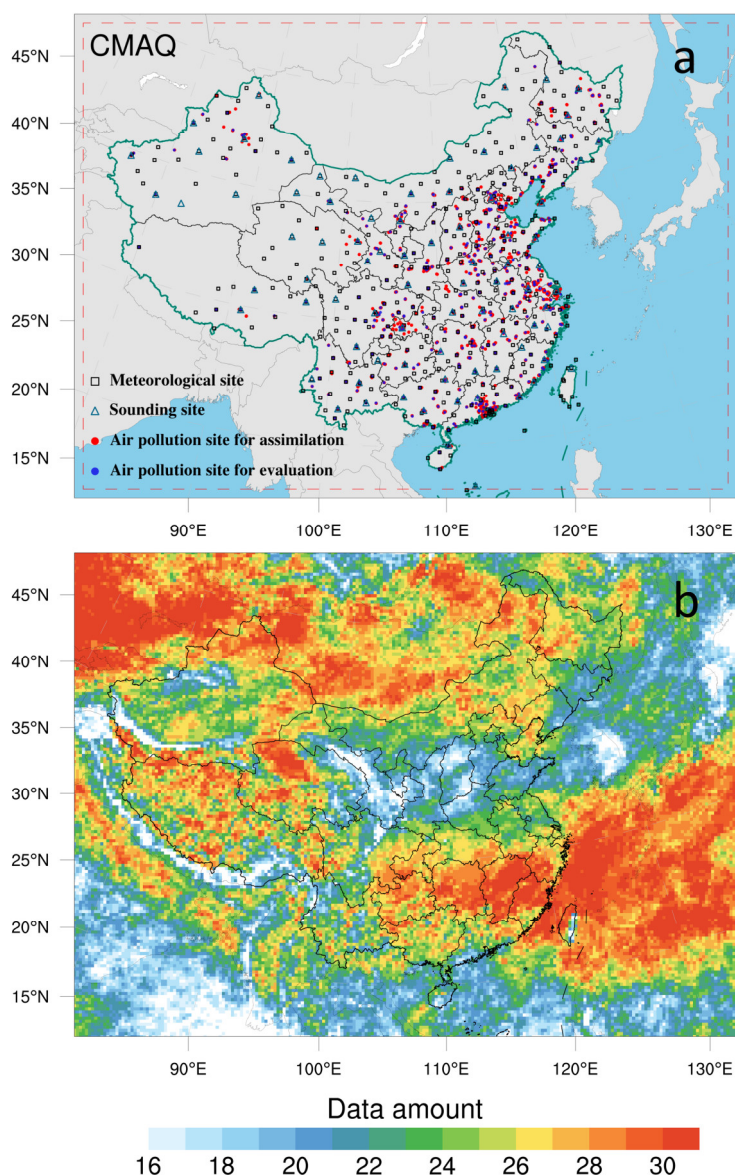 CMAQ
a
45°N
40°N
35°N
30°N
25°N
20°N
15°N
Meteorological site
Sounding site
Air pollution site for assimilation
Air pollution site for evaluation
90°E 100°E 110°E 120°E 130°E
b
45°N
40°N
35°N
30°N
25°N
20°N
15°N
90°E 100°E 110°E 120°E 130°E
Data amount
16 18 20 22 24 26 28 30